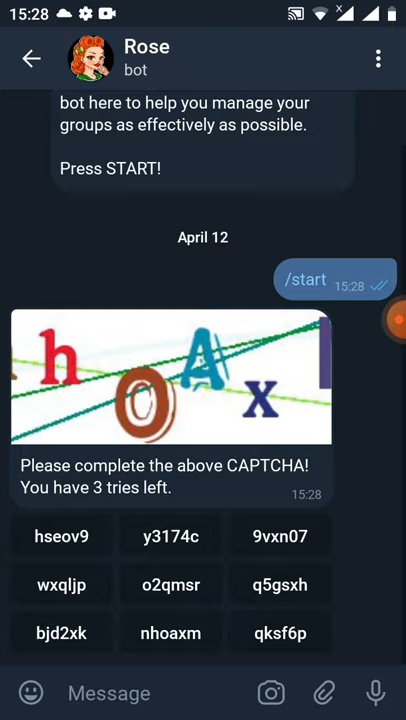 15:28
Rose
bot
bot here to help you manage your
groups as effectively as possible.
Press START!
April 12
/start 15:28
h O A x
Please complete the above CAPTCHA!
You have 3 tries left.
15:28
hseov9 y3174c 9vxn07
wxqljp o2qmsr q5gsxh
bjd2xk nhoaxm qksf6p
Message